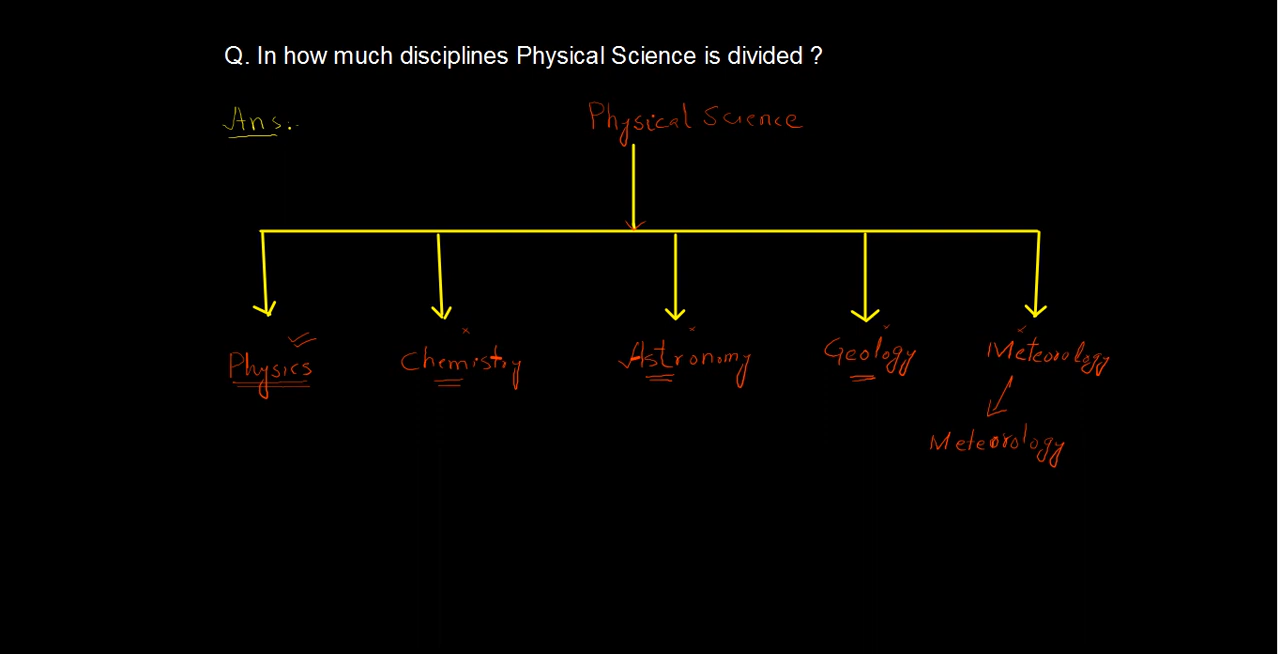 Q. In how much disciplines Physical Science is divided ?
Ans:-
Physical Science
Physics
Chemistry
Astronomy
Geology
Meteorology
Meteorology